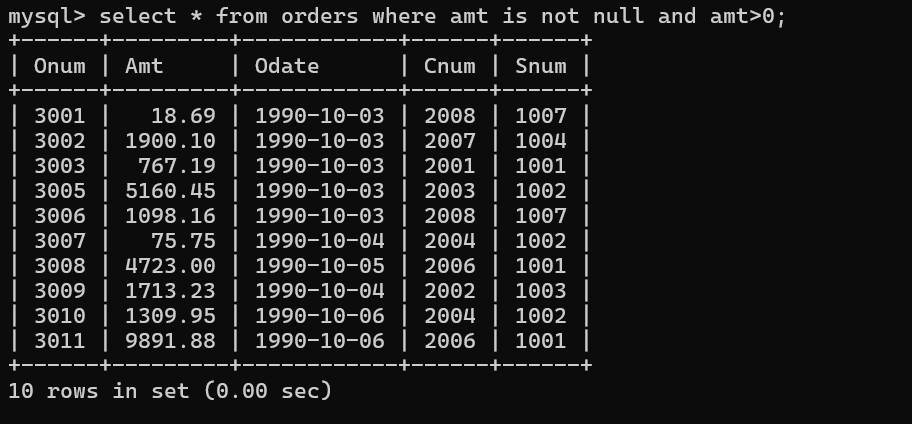 mysql> select * from orders where amt is not null and amt>0;
+------+---------+------------+------+------+
| Onum | Amt     | Odate      | Cnum | Snum |
+------+---------+------------+------+------+
| 3001 |   18.69 | 1990-10-03 | 2008 | 1007 |
| 3002 | 1900.10 | 1990-10-03 | 2007 | 1004 |
| 3003 |  767.19 | 1990-10-03 | 2001 | 1001 |
| 3005 | 5160.45 | 1990-10-03 | 2003 | 1002 |
| 3006 | 1098.16 | 1990-10-03 | 2008 | 1007 |
| 3007 |   75.75 | 1990-10-04 | 2004 | 1002 |
| 3008 | 4723.00 | 1990-10-05 | 2006 | 1001 |
| 3009 | 1713.23 | 1990-10-04 | 2002 | 1003 |
| 3010 | 1309.95 | 1990-10-06 | 2004 | 1002 |
| 3011 | 9891.88 | 1990-10-06 | 2006 | 1001 |
+------+---------+------------+------+------+
10 rows in set (0.00 sec)